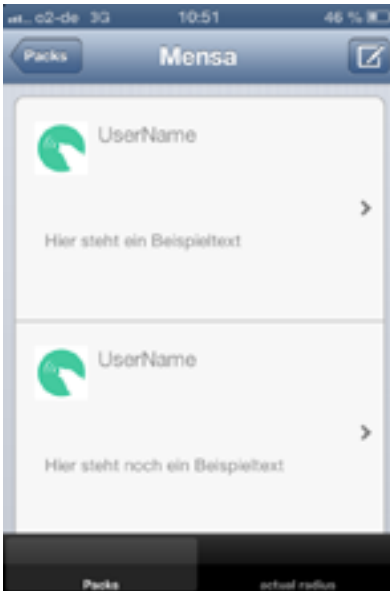 o2-de 3G 10:51 46 %
Packs Mensa
UserName
Hier steht ein Beispieltext
UserName
Hier steht noch ein Beispieltext
Packs actual radius